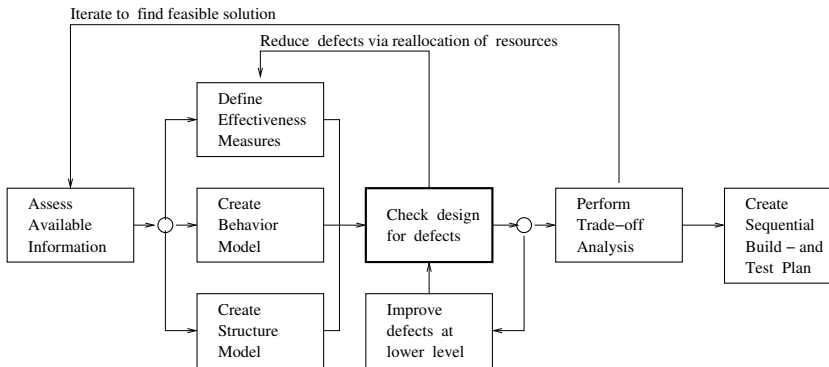 Iterate to find feasible solution
Reduce defects via reallocation of resources
Define
Effectiveness
Measures
Assess
Available
Information
Create
Behavior
Model
Check design
for defects
Perform
Trade-off
Analysis
Create
Sequential
Build - and
Test Plan
Create
Structure
Model
Improve
defects at
lower level